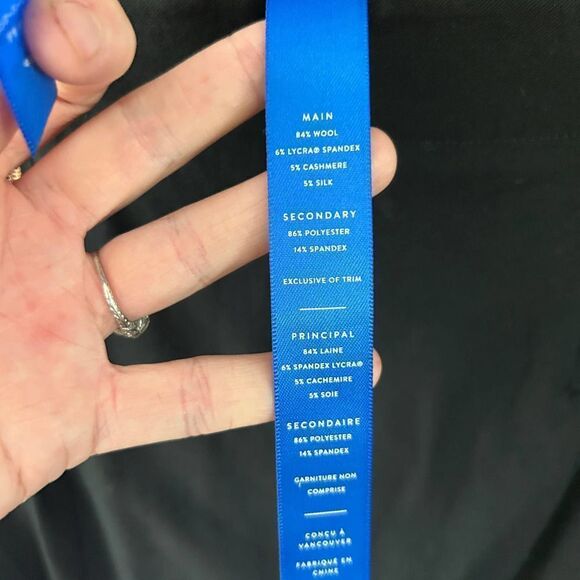 MAIN
84% WOOL
6% LYCRA® SPANDEX
5% CASHMERE
5% SILK
SECONDARY
86% POLYESTER
14% SPANDEX
EXCLUSIVE OF TRIM
PRINCIPAL
84% LAINE
6% SPANDEX LYCRA®
5% CACHEMIRE
5% SOIE
SECONDAIRE
86% POLYESTER
14% SPANDEX
GARNITURE NON
COMPRISE
CONÇU À
VANCOUVER
FABRIQUÉ EN
CHINE